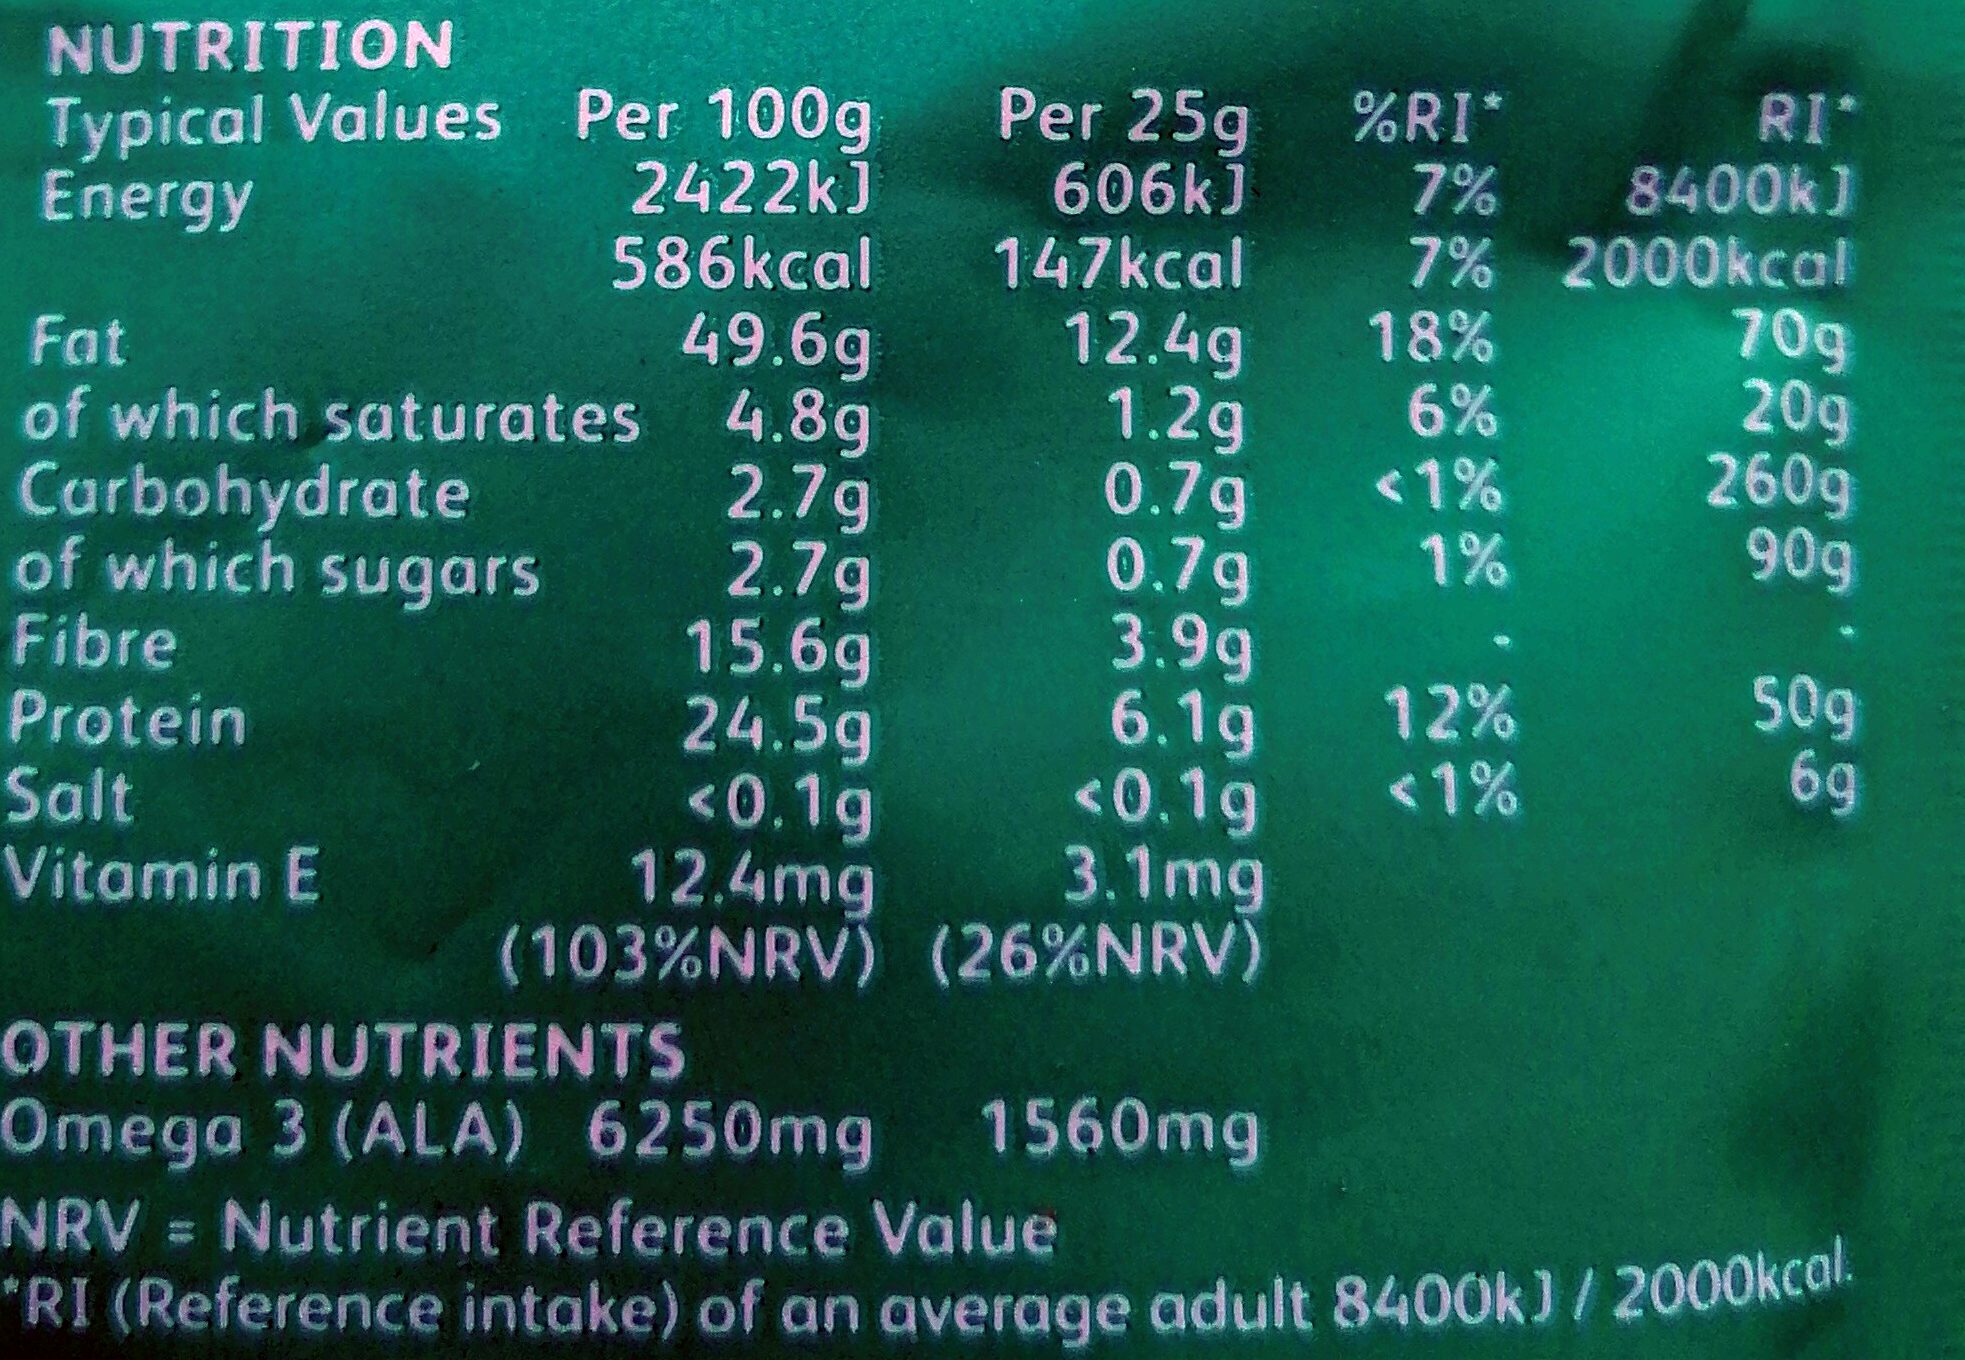 NUTRITION
Typical Values Per 100g Per 25g %RI* RI*
Energy 2422kJ 606kJ 7% 8400kJ
586kcal 147kcal 7% 2000kcal
Fat 49.6g 12.4g 18% 70g
of which saturates 4.8g 1.2g 6% 20g
Carbohydrate 2.7g 0.7g <1% 260g
of which sugars 2.7g 0.7g 1% 90g
Fibre 15.6g 3.9g - -
Protein 24.5g 6.1g 12% 50g
Salt <0.1g <0.1g <1% 6g
Vitamin E 12.4mg 3.1mg
(103%NRV) (26%NRV)
OTHER NUTRIENTS
Omega 3 (ALA) 6250mg 1560mg
NRV = Nutrient Reference Value
*RI (Reference intake) of an average adult 8400kJ / 2000kcal.